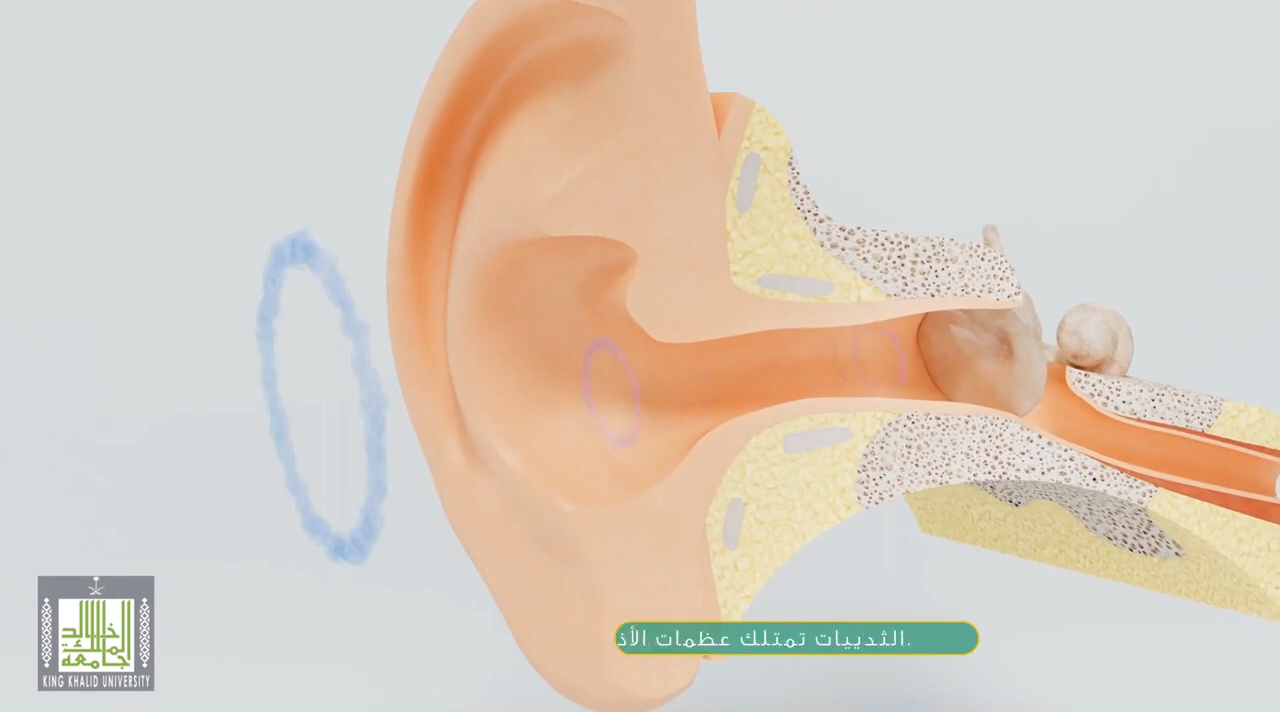 الثدييات تمتلك عظمات الأذ.
جامعة
الملك
خالد
KING KHALID UNIVERSITY